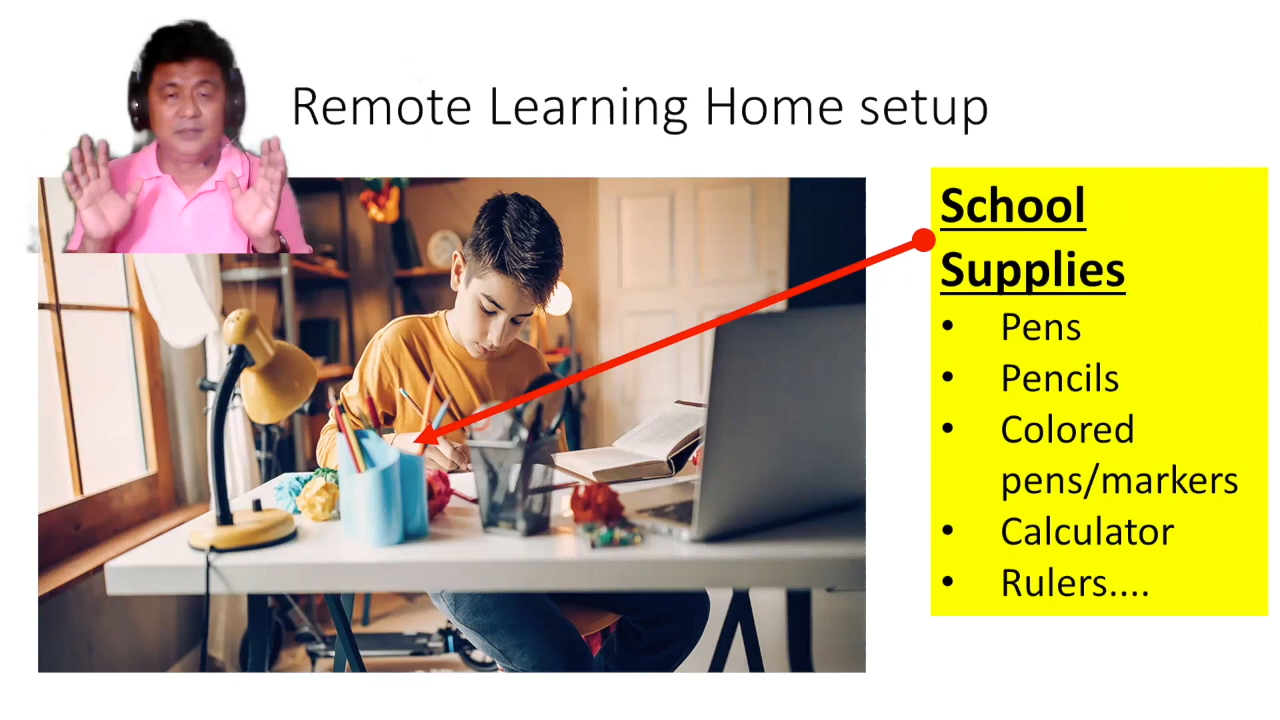 Remote Learning Home setup
School
Supplies
• Pens
• Pencils
• Colored
pens/markers
• Calculator
• Rulers....